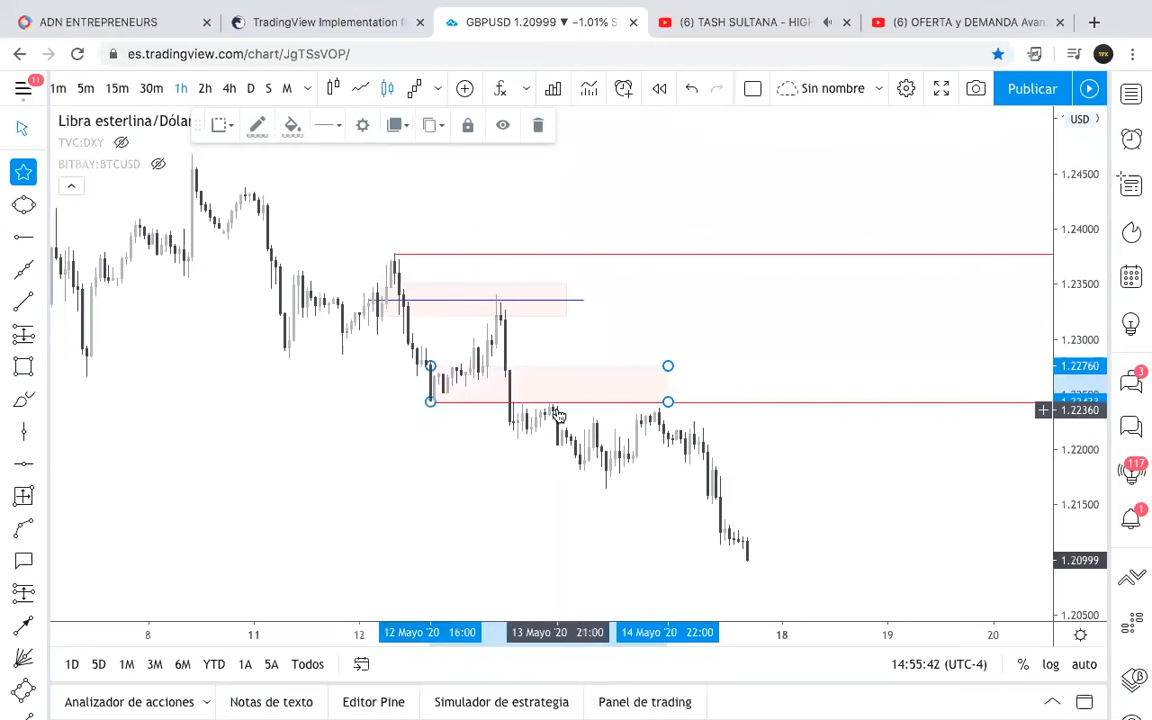 ADN ENTREPRENEURS
TradingView Implementation f
GBPUSD 1.20999 ▼ −1.01% S
(6) TASH SULTANA - HIGH
(6) OFERTA y DEMANDA Avan
es.tradingview.com/chart/JgTSsVOP/
TFX
11
1m 5m 15m 30m 1h 2h 4h D S M
Sin nombre
Publicar
Libra esterlina/Dólar
USD
TVC:DXY
BITBAY:BTCUSD
1.24500
1.24000
1.23500
1.23000
1.22760
1.22360
1.22000
1.21500
1.20999
1.20500
3
117
1
8 11 12 12 Mayo '20 16:00 13 Mayo '20 21:00 14 Mayo '20 22:00 18 19 20
1D 5D 1M 3M 6M YTD 1A 5A Todos 14:55:42 (UTC-4) % log auto
Analizador de acciones Notas de texto Editor Pine Simulador de estrategia Panel de trading